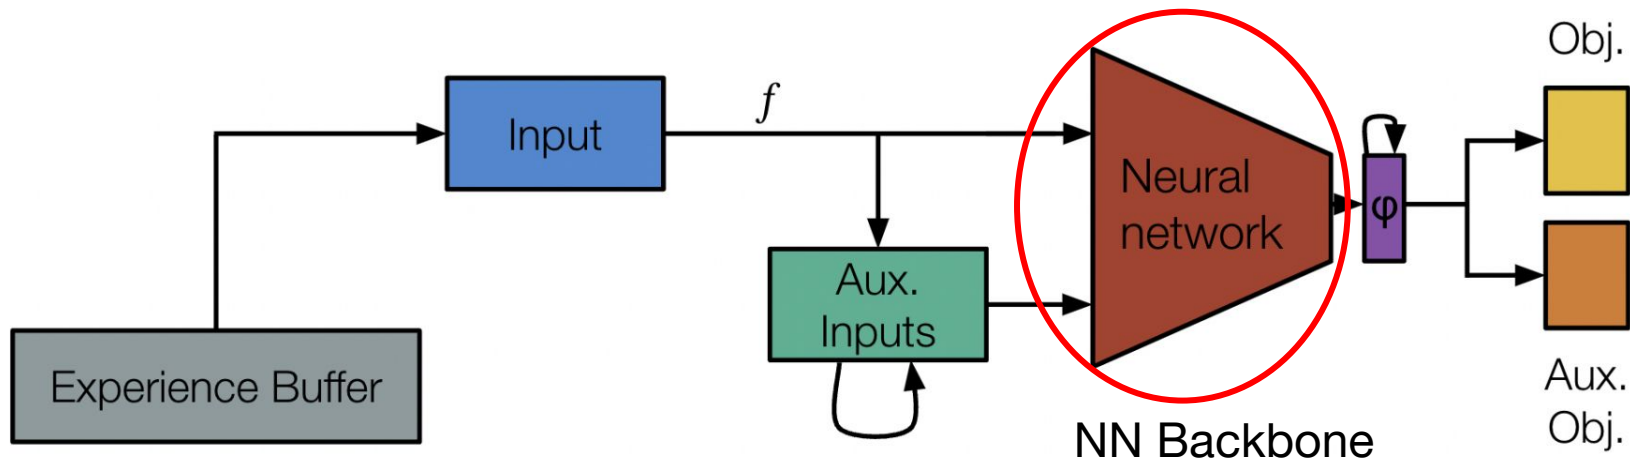 Obj.
f
Input
Neural
network
φ
Aux.
Inputs
Experience Buffer
Aux.
Obj.
NN Backbone